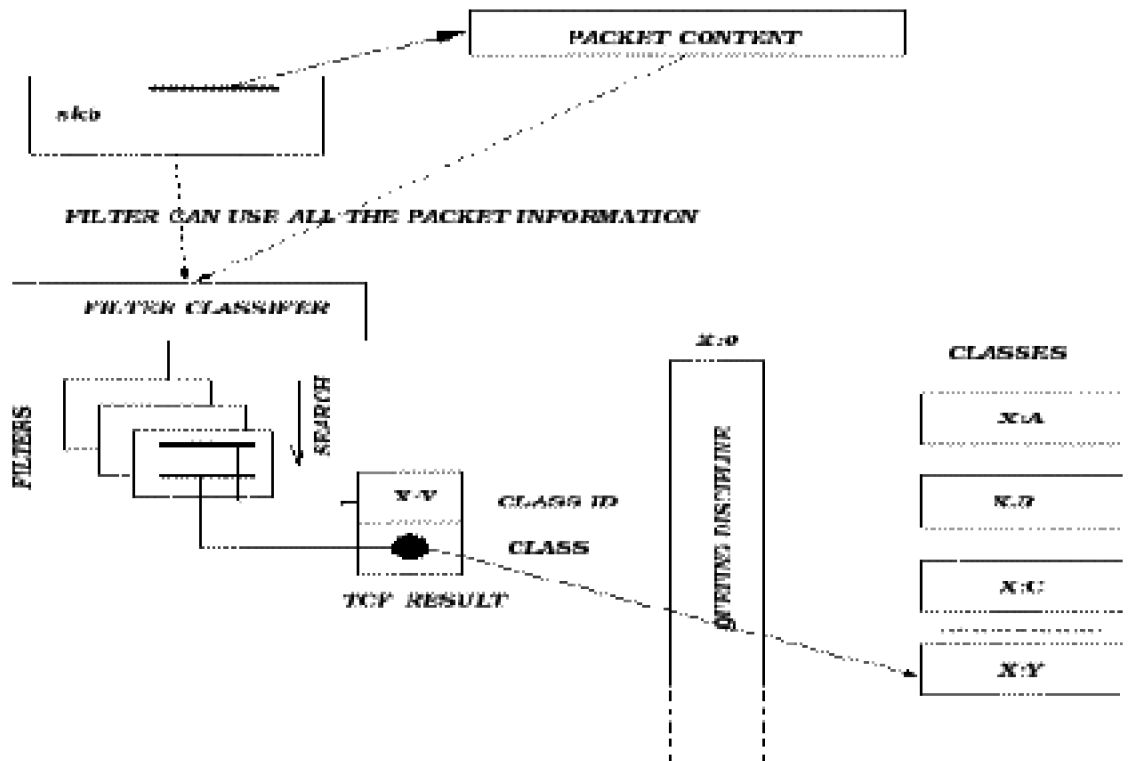 PACKET CONTENT
skb
FILTER CAN USE ALL THE PACKET INFORMATION
FILTER CLASSIFER
X:0
CLASSES
FILTERS
SEARCH
X:A
X:Y
CLASS ID
X.B
CLASS
QUEUING DISCIPLINE
X:C
TCF RESULT
X:Y